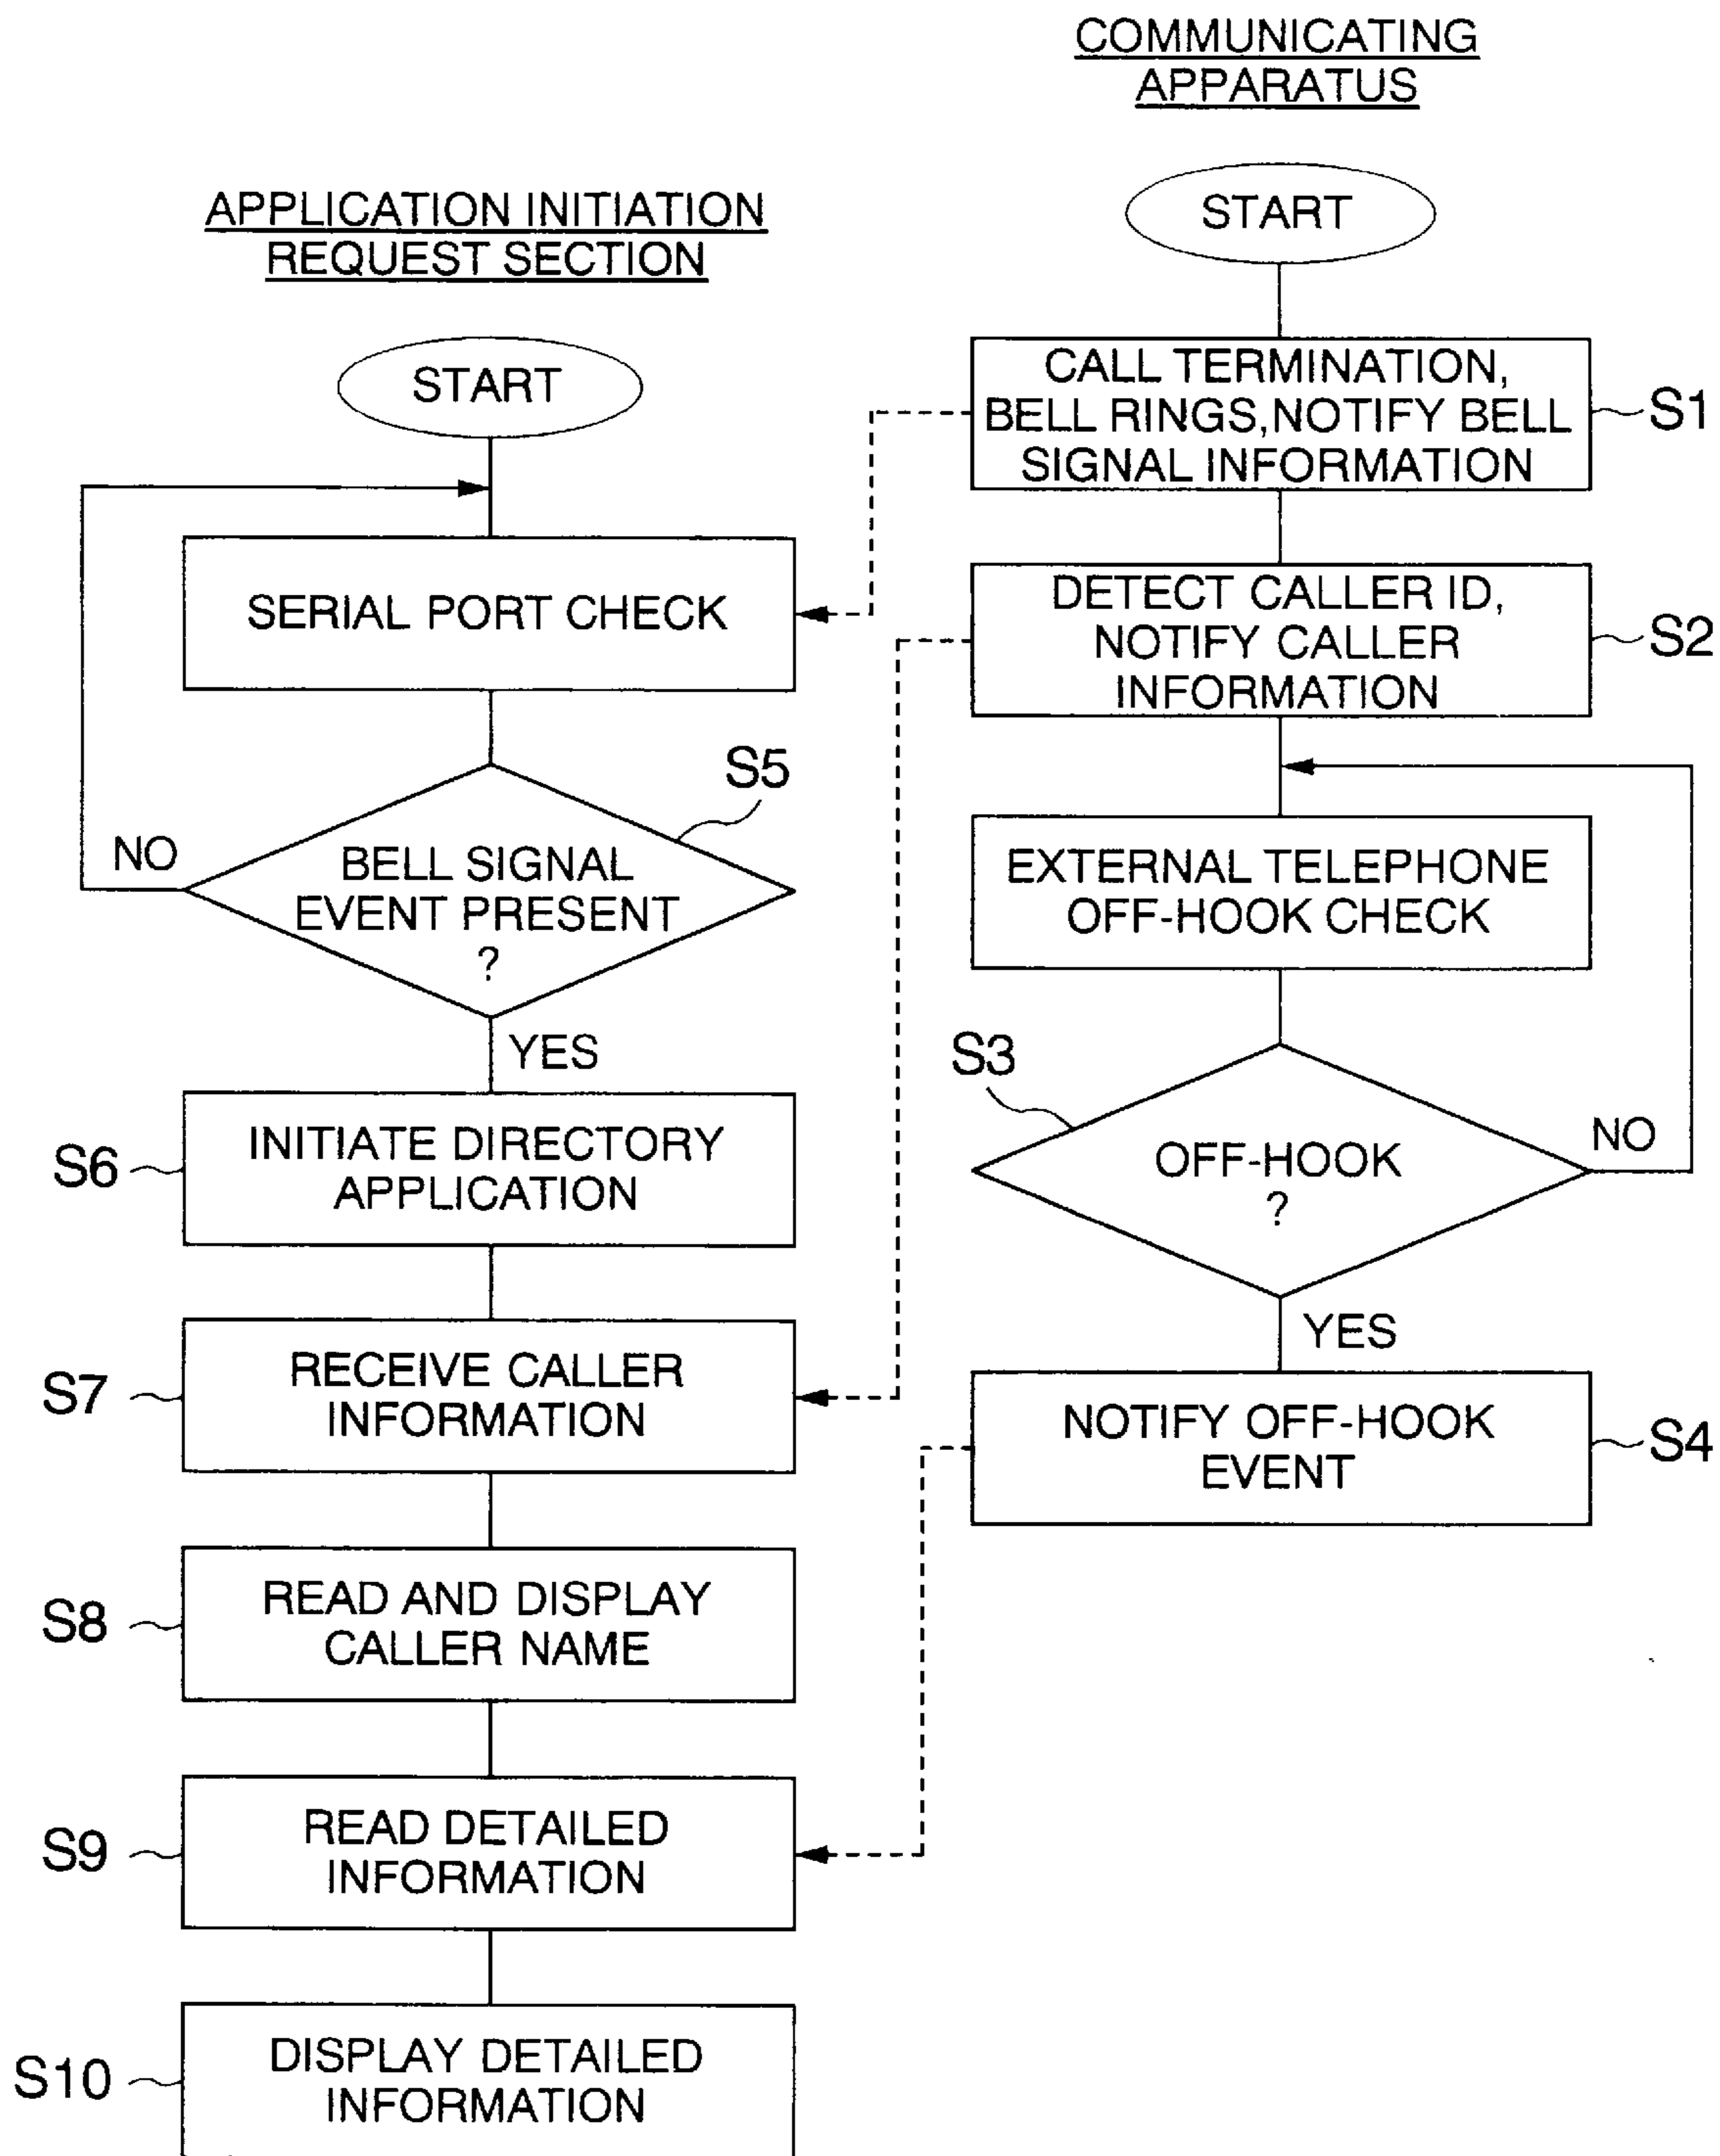 COMMUNICATING
APPARATUS
START
CALL TERMINATION,
BELL RINGS,NOTIFY BELL
SIGNAL INFORMATION
S1
DETECT CALLER ID,
NOTIFY CALLER
INFORMATION
S2
EXTERNAL TELEPHONE
OFF-HOOK CHECK
S3
OFF-HOOK
?
NO
YES
NOTIFY OFF-HOOK
EVENT
S4
APPLICATION INITIATION
REQUEST SECTION
START
SERIAL PORT CHECK
S5
NO
BELL SIGNAL
EVENT PRESENT
?
YES
S6
INITIATE DIRECTORY
APPLICATION
S7
RECEIVE CALLER
INFORMATION
S8
READ AND DISPLAY
CALLER NAME
S9
READ DETAILED
INFORMATION
S10
DISPLAY DETAILED
INFORMATION